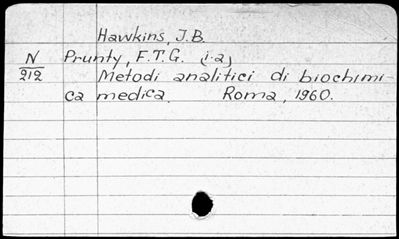 Hawkins, J.B.
N Prunty, F.T.G. (i-a)
212 Metodi analitici di biochimi-
ca medica. Roma, 1960.